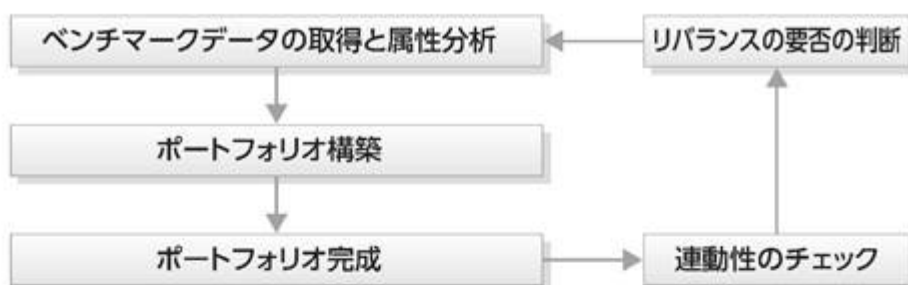 ベンチマークデータの取得と属性分析
リバランスの要否の判断
ポートフォリオ構築
ポートフォリオ完成
連動性のチェック